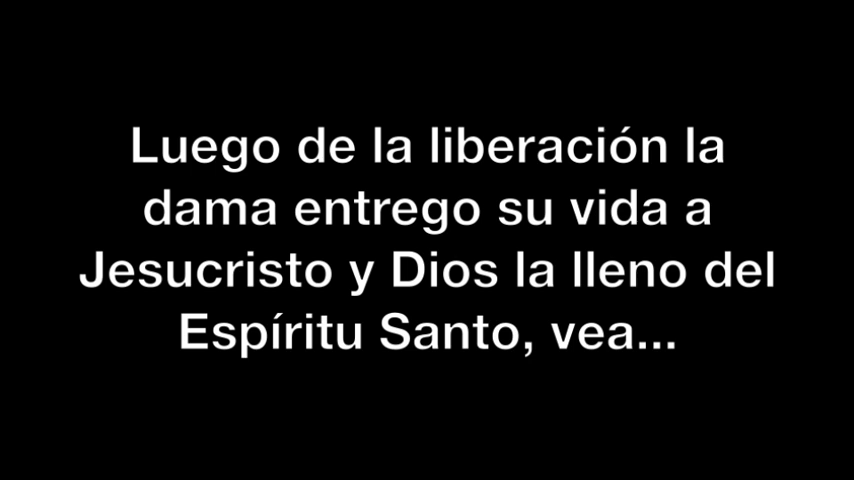 Luego de la liberación la
dama entrego su vida a
Jesucristo y Dios la lleno del
Espíritu Santo, vea...